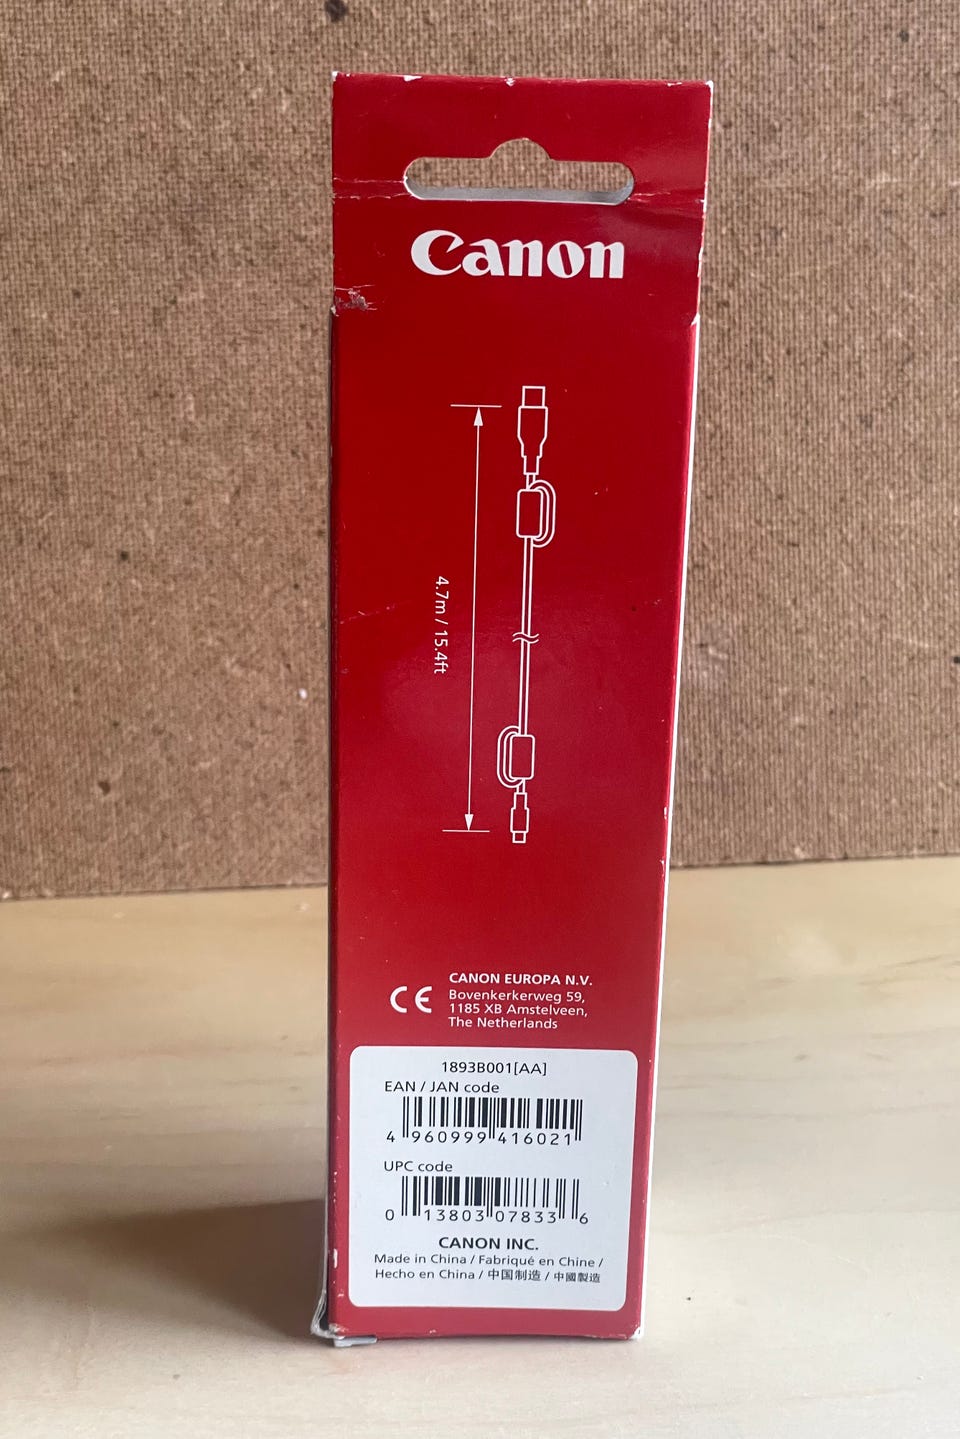 Canon
4.7m / 15.4ft
CE
CANON EUROPA N.V.
Bovenkerkerweg 59,
1185 XB Amstelveen,
The Netherlands
1893B001[AA]
EAN / JAN code
4 960999 416021
UPC code
0 13803 07833 6
CANON INC.
Made in China / Fabriqué en Chine /
Hecho en China / 中国制造 / 中國製造